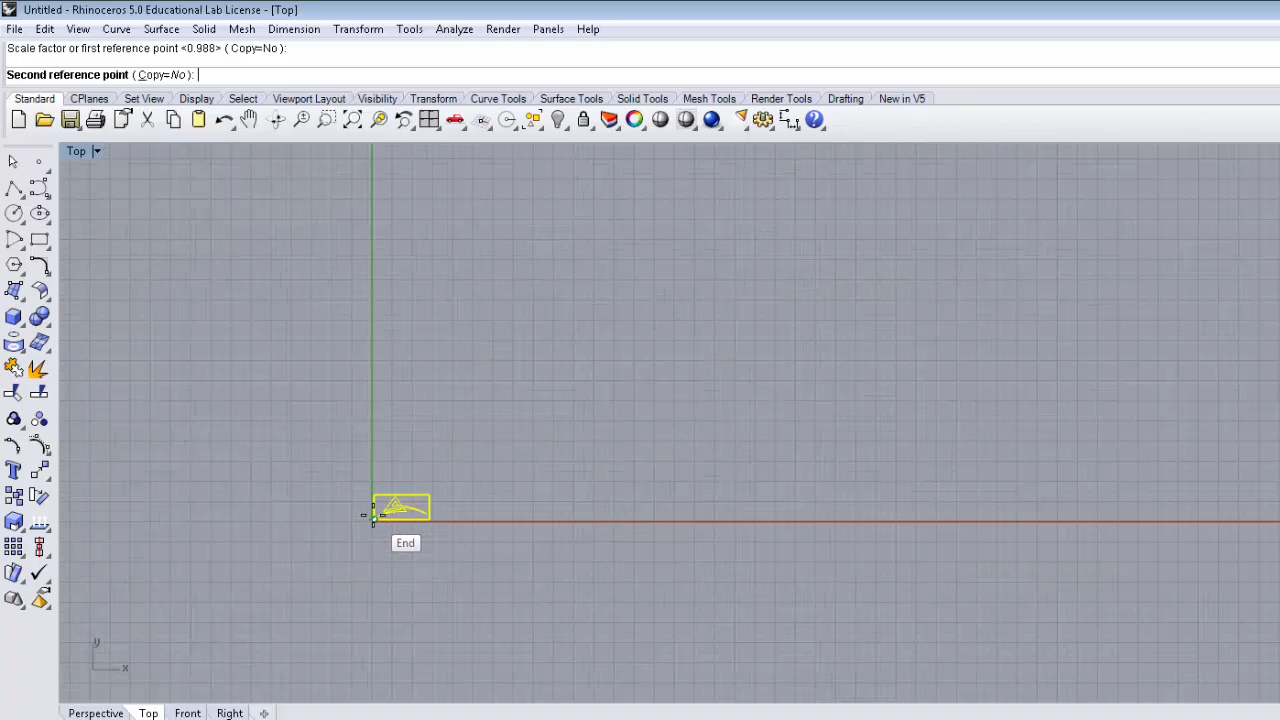 Untitled - Rhinoceros 5.0 Educational Lab License - [Top]
File Edit View Curve Surface Solid Mesh Dimension Transform Tools Analyze Render Panels Help
Scale factor or first reference point <0.988> ( Copy=No ):
Second reference point ( Copy=No ):
Standard CPlanes Set View Display Select Viewport Layout Visibility Transform Curve Tools Surface Tools Solid Tools Mesh Tools Render Tools Drafting New in V5
Top
End
y
x
Perspective Top Front Right